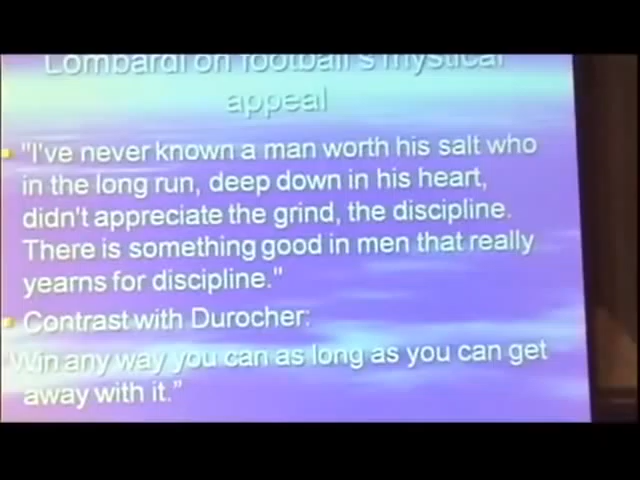 Lombardi on football's mystical
appeal
"I've never known a man worth his salt who
in the long run, deep down in his heart,
didn't appreciate the grind, the discipline.
There is something good in men that really
yearns for discipline."
Contrast with Durocher:
"Win any way you can as long as you can get
away with it.”